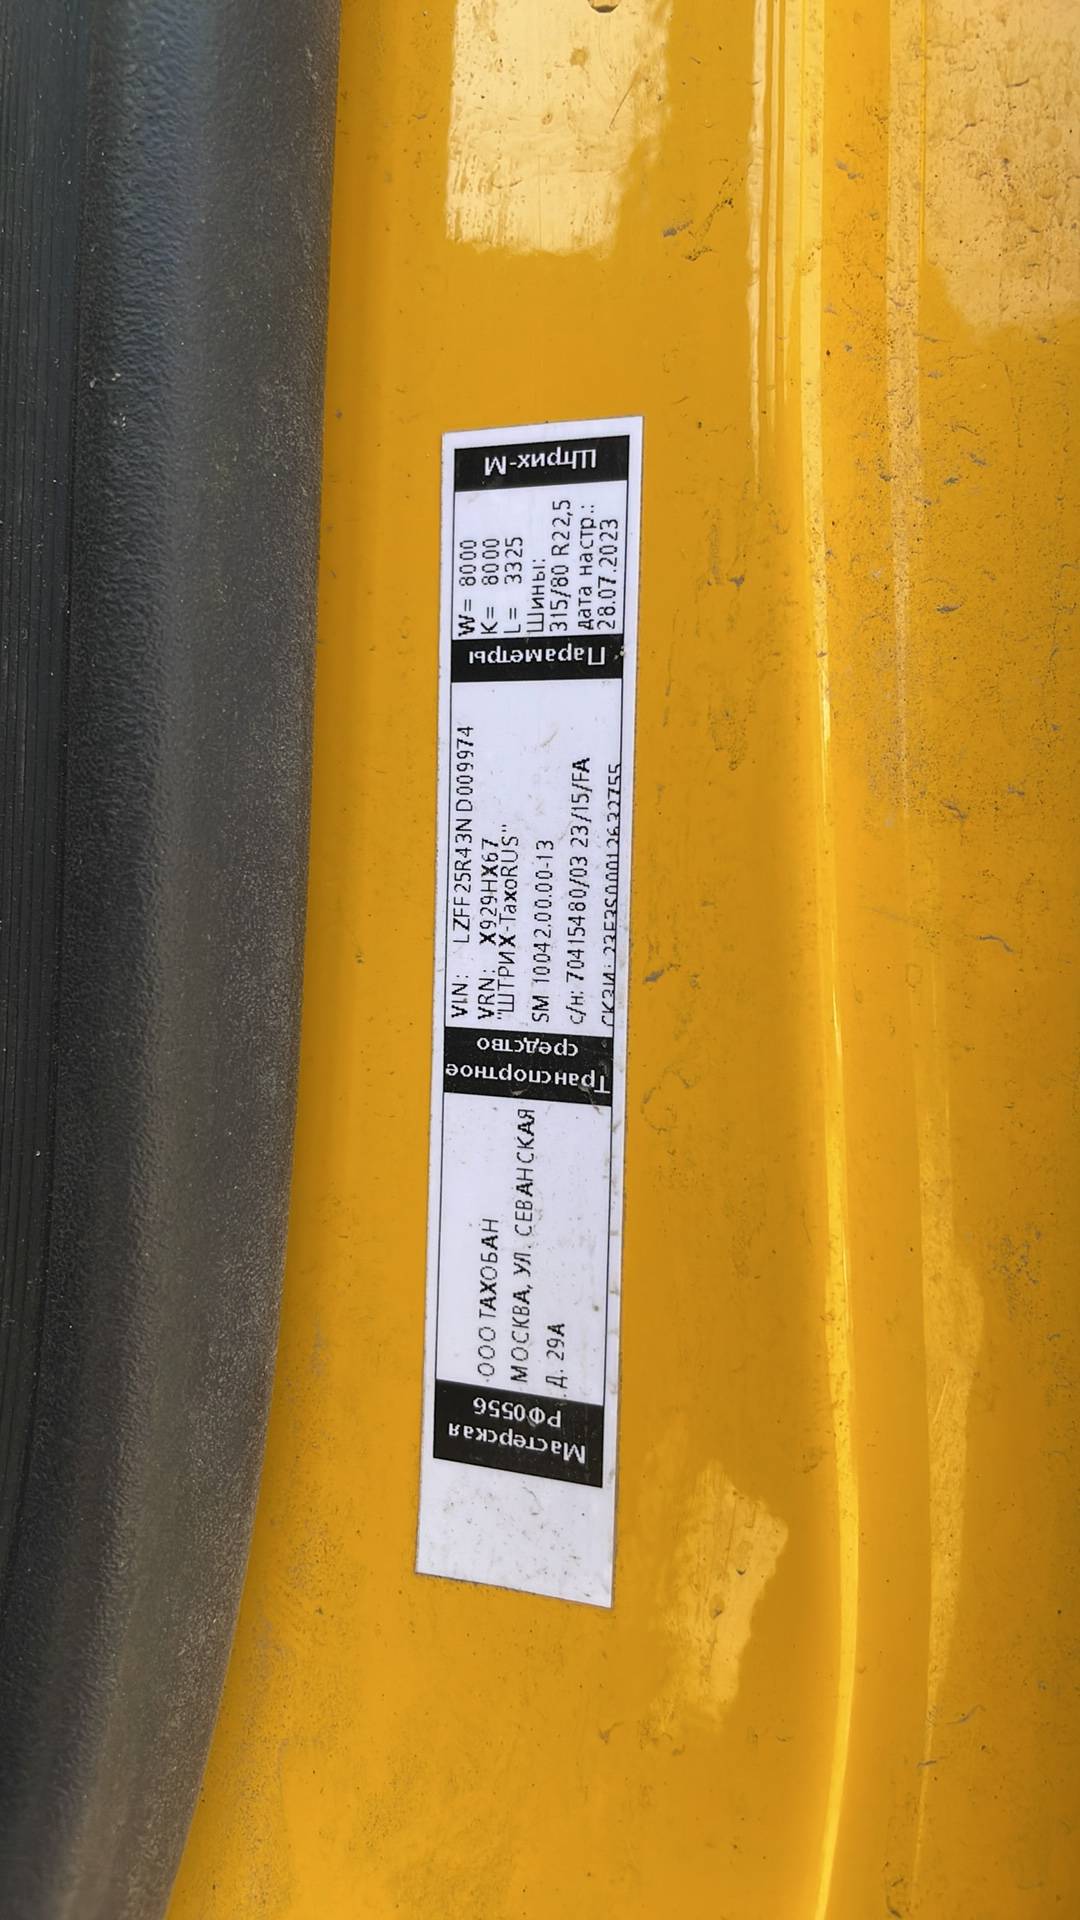 Мастерская
РФ0556
ООО ТАХОБАН
МОСКВА, УЛ. СЕВАНСКАЯ
Д. 29А
Транспортное
средство
VIN: LZFF25R43ND009974
VRN: X929HX67
"ШТРИХ-ТахоRUS"
SM 10042.00.00-13
с/н: 70415480/03 23/15/FA
СКЗИ:
Параметры
W= 8000
K= 8000
L= 3325
Шины:
315/80 R22,5
дата настр.:
28.07.2023
Штрих-М